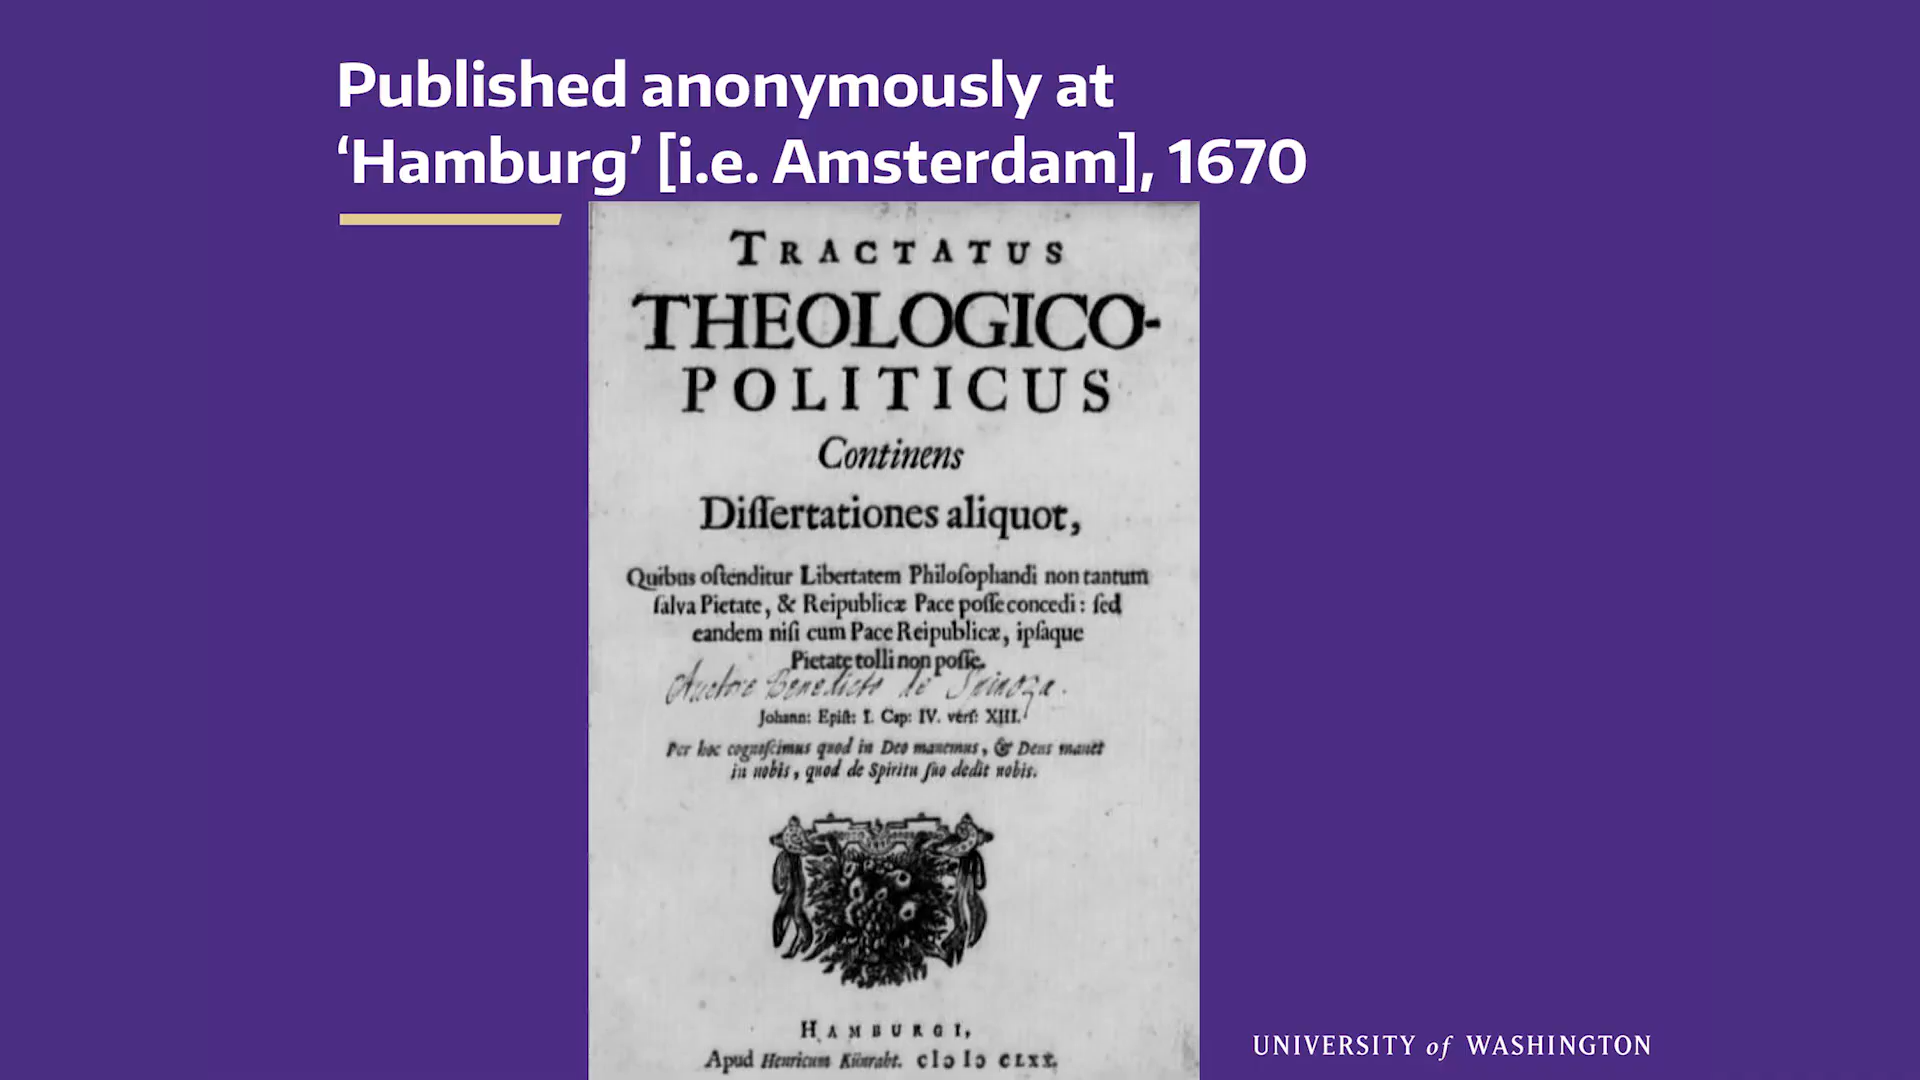 Published anonymously at
‘Hamburg’ [i.e. Amsterdam], 1670
TRACTATUS
THEOLOGICO-
POLITICUS
Continens
Diſſertationes aliquot,
Quibus oſtenditur Libertatem Philoſophandi non tantum
ſalva Pietate, & Reipublicæ Pace poſſe concedi: ſed
eandem niſi cum Pace Reipublicæ, ipſaque
Pietate tolli non poſſe.
Auctore Benedicto de Spinoza.
Johann: Epiſt: I. Cap: IV. verſ: XIII.
Per hoc cognoſcimus quod in Deo manemus, & Deus manet
in nobis, quod de Spiritu ſuo dedit nobis.
HAMBURGI,
Apud Henricum Künrabt. cIɔ Iɔ cLXX.
UNIVERSITY of WASHINGTON